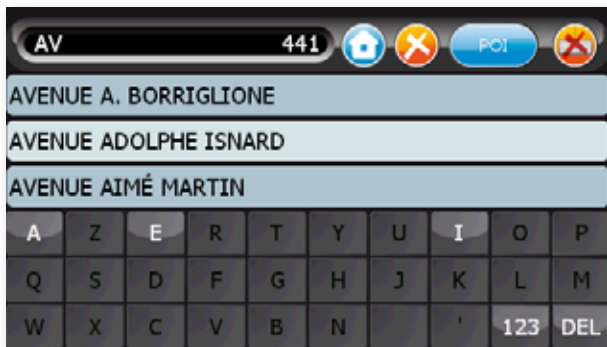 AV 441 POI
AVENUE A. BORRIGLIONE
AVENUE ADOLPHE ISNARD
AVENUE AIMÉ MARTIN
A Z E R T Y U I O P
Q S D F G H J K L M
W X C V B N ' 123 DEL